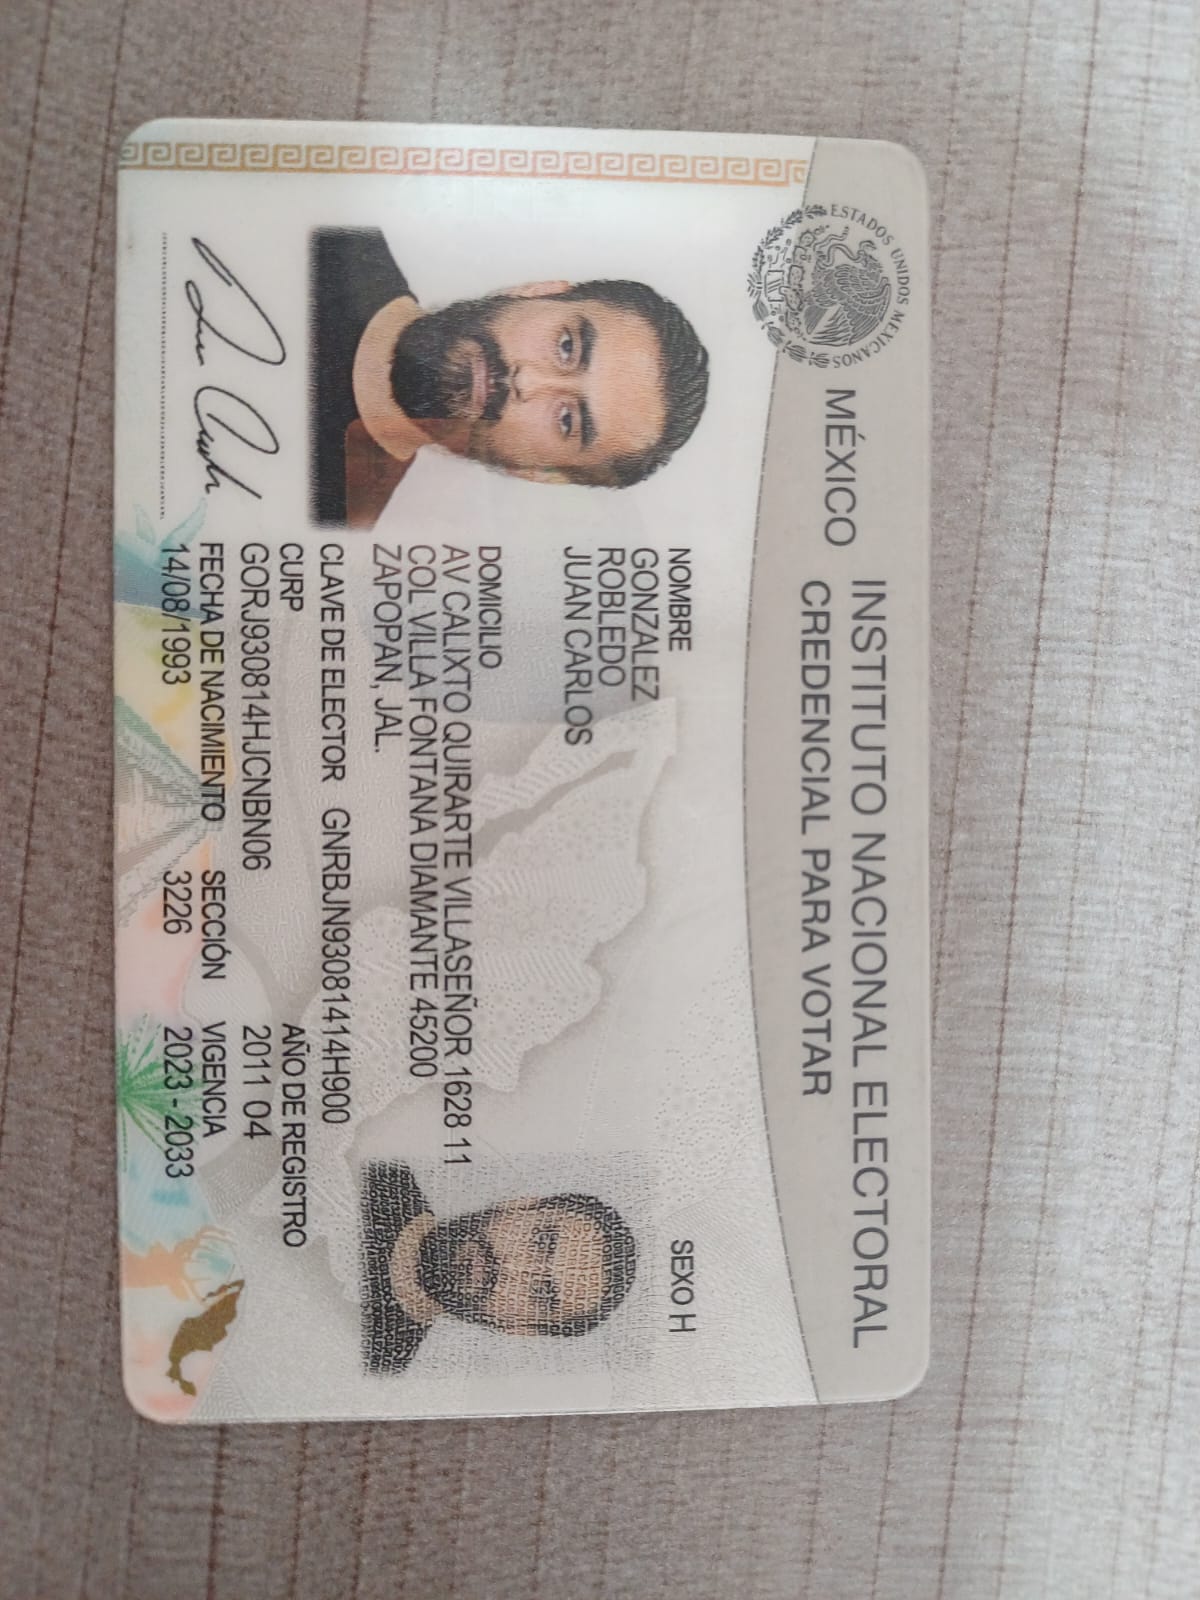 ESTADOS UNIDOS MEXICANOS
MÉXICO
INSTITUTO NACIONAL ELECTORAL
CREDENCIAL PARA VOTAR
NOMBRE
GONZALEZ
ROBLEDO
JUAN CARLOS
SEXO H
DOMICILIO
AV CALIXTO QUIRARTE VILLASEÑOR 1628 11
COL VILLA FONTANA DIAMANTE 45200
ZAPOPAN, JAL.
CLAVE DE ELECTOR GNRBJN93081414H900
CURP
GORJ930814HJCNBN06
AÑO DE REGISTRO
2011 04
FECHA DE NACIMIENTO
14/08/1993
SECCIÓN
3226
VIGENCIA
2023 - 2033